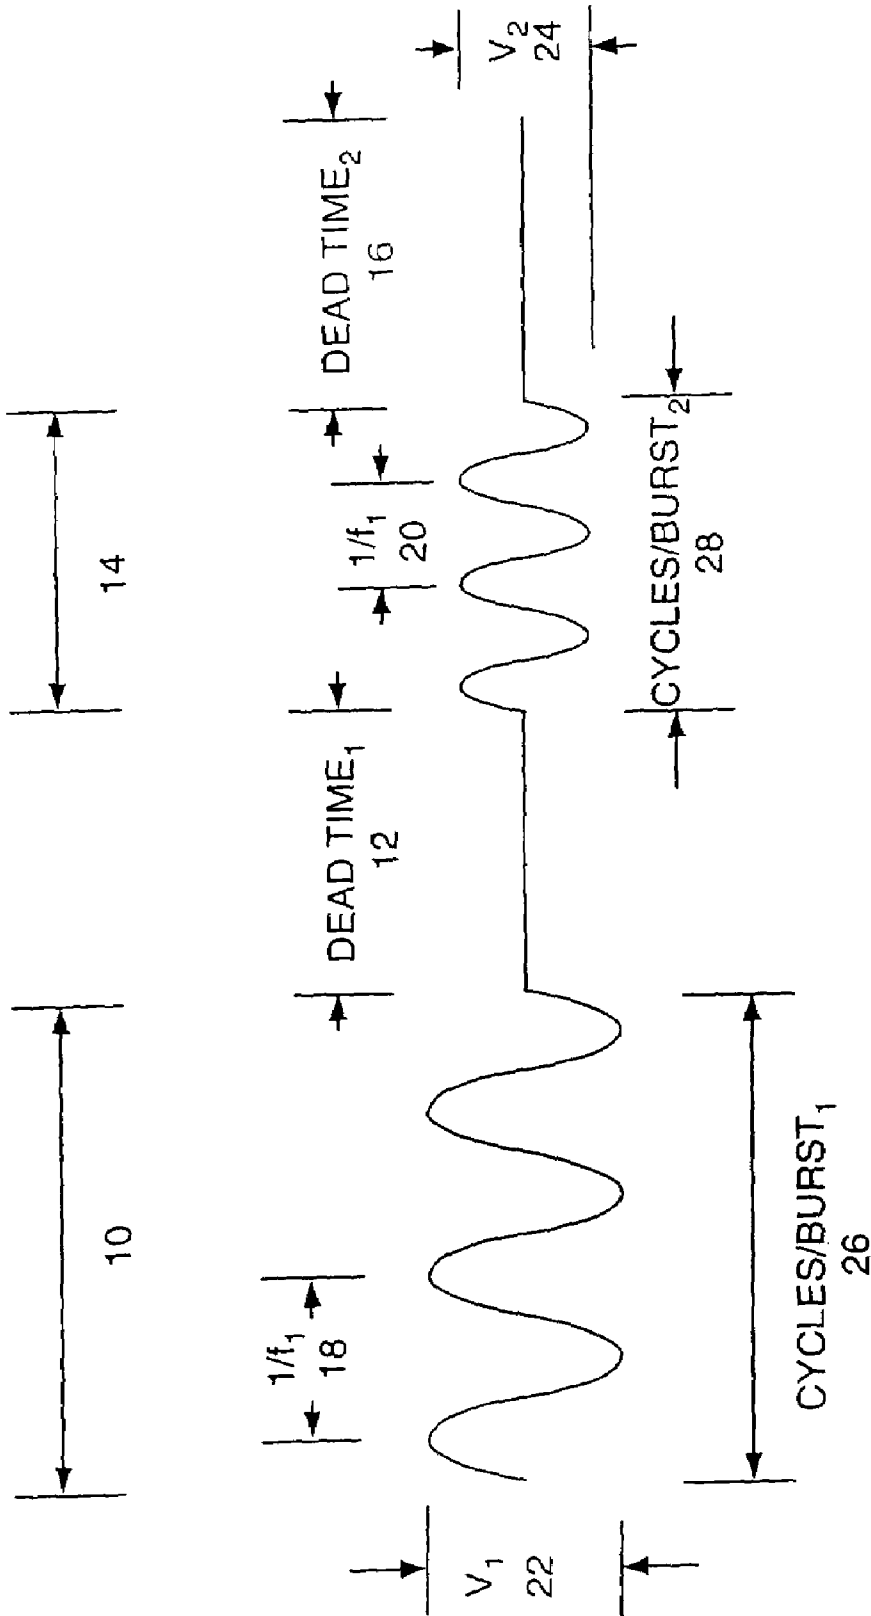 10
14
1/f₁
18
DEAD TIME₁
12
1/f₁
20
DEAD TIME₂
16
V₁
22
V₂
24
CYCLES/BURST₁
26
CYCLES/BURST₂
28